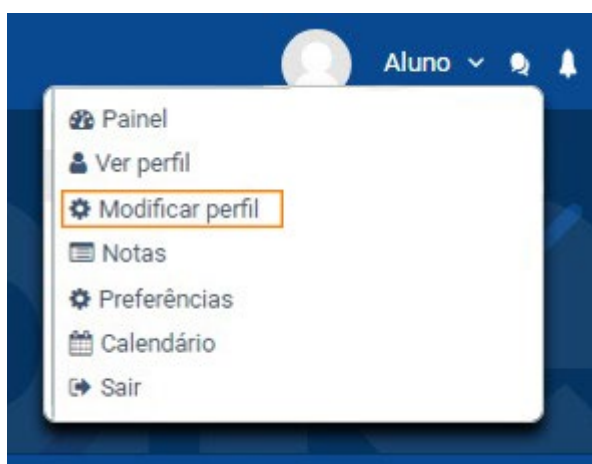 Aluno
Painel
Ver perfil
Modificar perfil
Notas
Preferências
Calendário
Sair